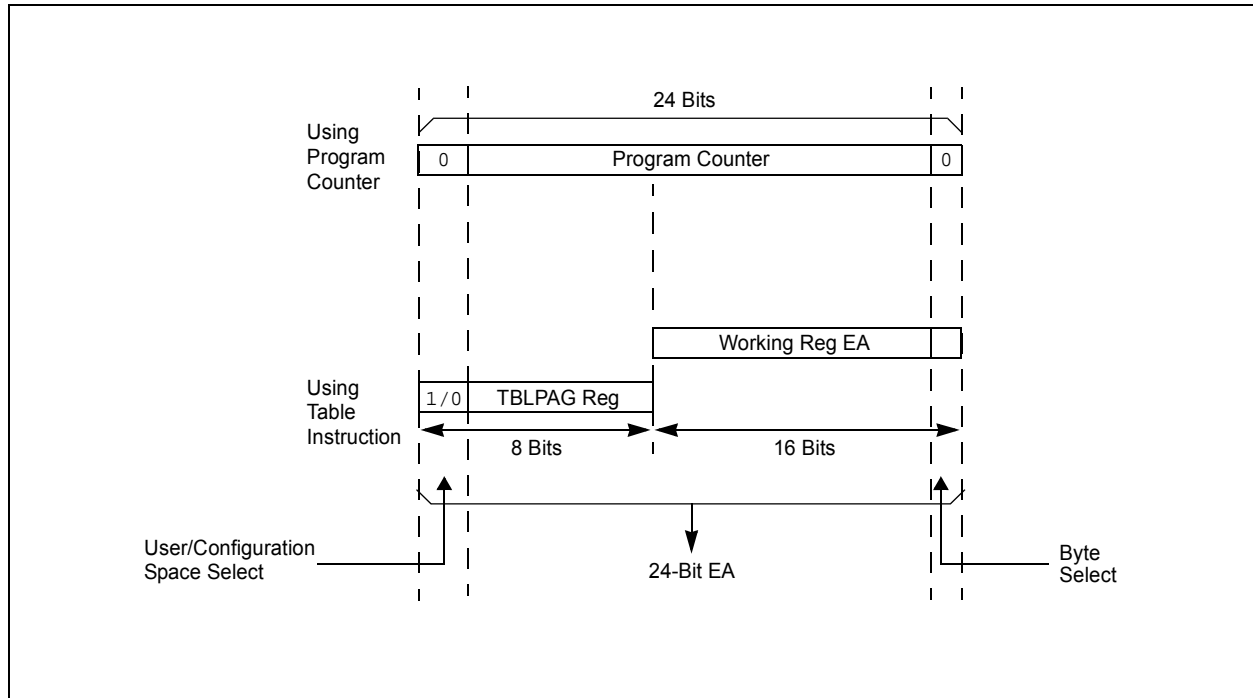 24 Bits
Using
Program
Counter
0
Program Counter
0
Working Reg EA
Using
Table
Instruction
1/0
TBLPAG Reg
8 Bits
16 Bits
User/Configuration
Space Select
24-Bit EA
Byte
Select